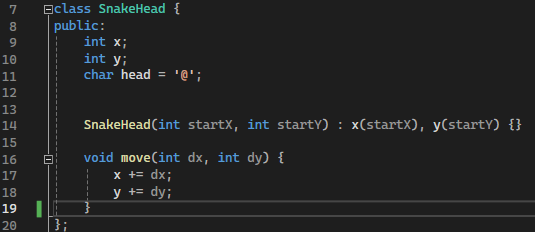 7 class SnakeHead {
8 public:
9     int x;
10     int y;
11     char head = '@';
12
13
14     SnakeHead(int startX, int startY) : x(startX), y(startY) {}
15
16     void move(int dx, int dy) {
17         x += dx;
18         y += dy;
19     }
20 };